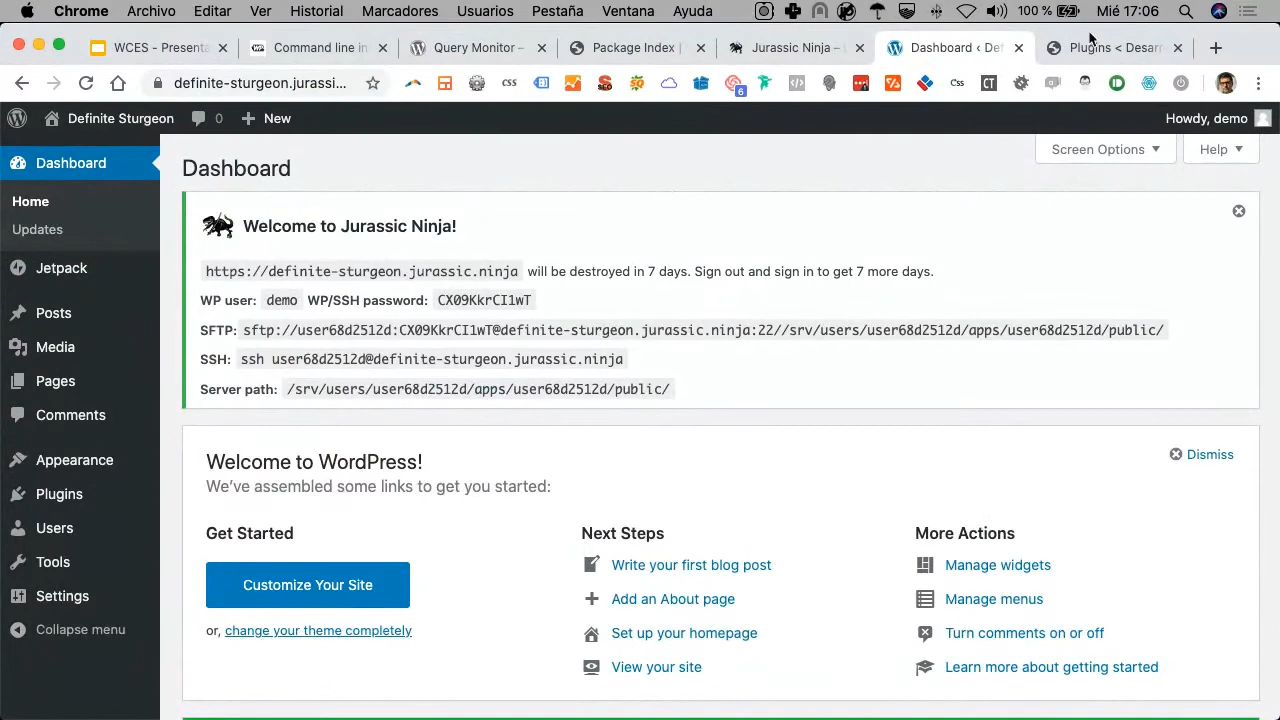 Chrome Archivo Editar Ver Historial Marcadores Usuarios Pestaña Ventana Ayuda 100 % Mié 17:06
WCES - Presenta Command line in Query Monitor – Package Index | Jurassic Ninja – Dashboard ‹ Def Plugins < Desarr
definite-sturgeon.jurassi...
css Css CT 6
Definite Sturgeon 0 New Howdy, demo
Dashboard
Home
Updates
Jetpack
Posts
Media
Pages
Comments
Appearance
Plugins
Users
Tools
Settings
Collapse menu
Screen Options Help
Dashboard
Welcome to Jurassic Ninja!
https://definite-sturgeon.jurassic.ninja will be destroyed in 7 days. Sign out and sign in to get 7 more days.
WP user: demo WP/SSH password: CX09KkrCI1wT
SFTP: sftp://user68d2512d:CX09KkrCI1wT@definite-sturgeon.jurassic.ninja:22//srv/users/user68d2512d/apps/user68d2512d/public/
SSH: ssh user68d2512d@definite-sturgeon.jurassic.ninja
Server path: /srv/users/user68d2512d/apps/user68d2512d/public/
Welcome to WordPress!
Dismiss
We've assembled some links to get you started:
Get Started
Customize Your Site
or, change your theme completely
Next Steps
Write your first blog post
Add an About page
Set up your homepage
View your site
More Actions
Manage widgets
Manage menus
Turn comments on or off
Learn more about getting started